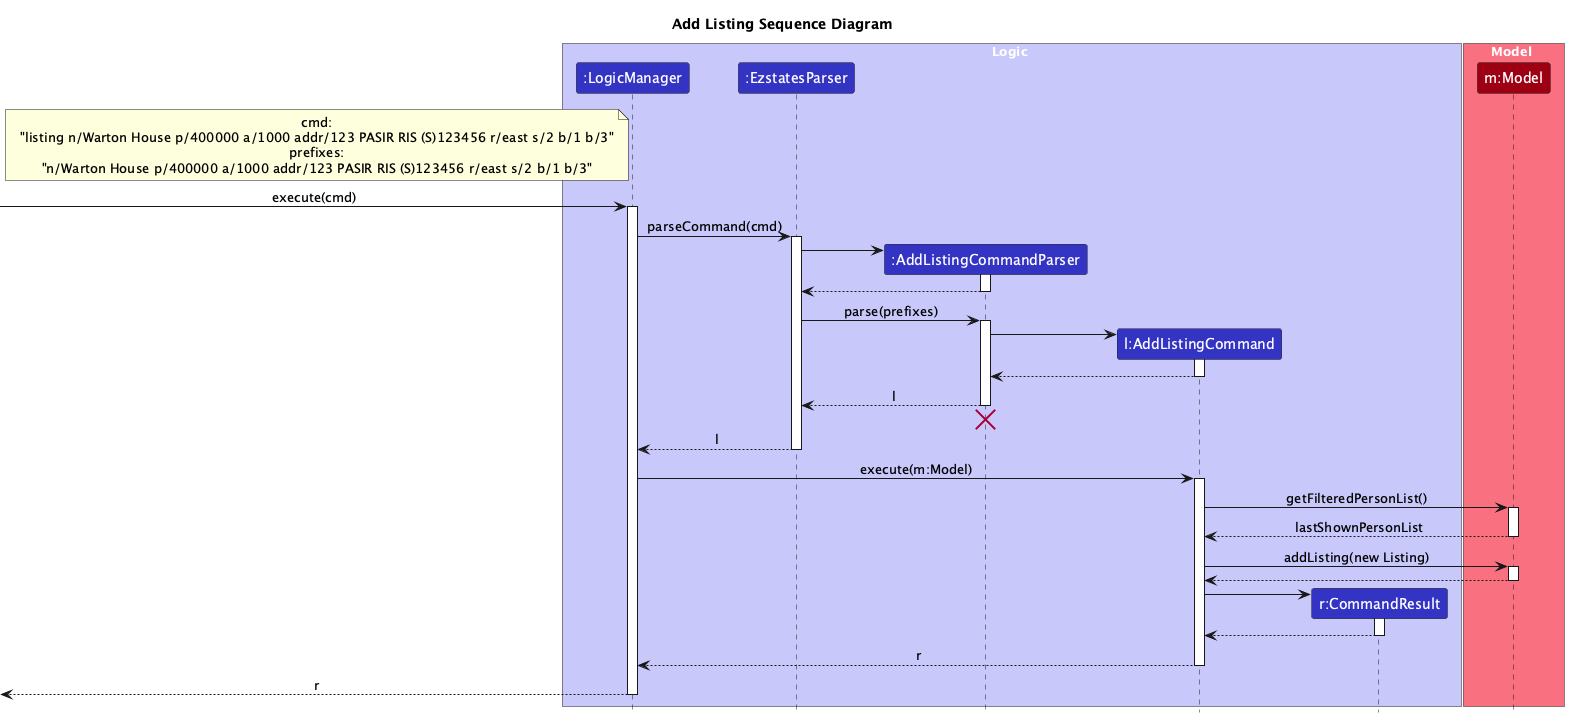 Add Listing Sequence Diagram
Logic
Model
:LogicManager
:EzstatesParser
m:Model
cmd:
"listing n/Warton House p/400000 a/1000 addr/123 PASIR RIS (S)123456 r/east s/2 b/1 b/3"
prefixes:
"n/Warton House p/400000 a/1000 addr/123 PASIR RIS (S)123456 r/east s/2 b/1 b/3"
execute(cmd)
parseCommand(cmd)
:AddListingCommandParser
parse(prefixes)
l:AddListingCommand
l
l
execute(m:Model)
getFilteredPersonList()
lastShownPersonList
addListing(new Listing)
r:CommandResult
r
r